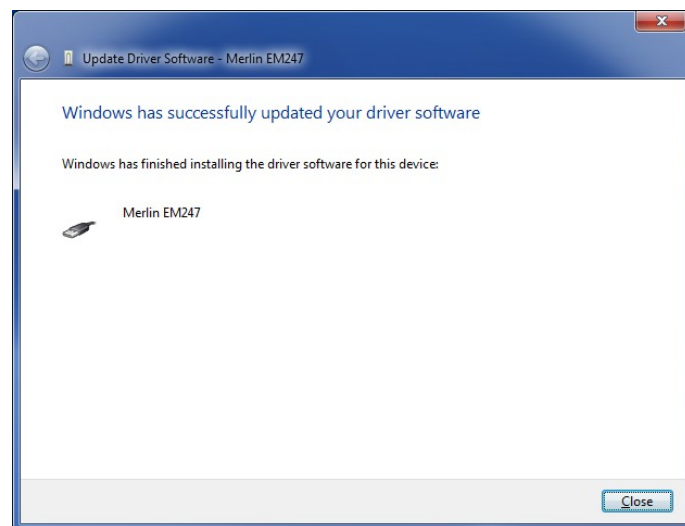 Update Driver Software - Merlin EM247
Windows has successfully updated your driver software
Windows has finished installing the driver software for this device:
Merlin EM247
Close